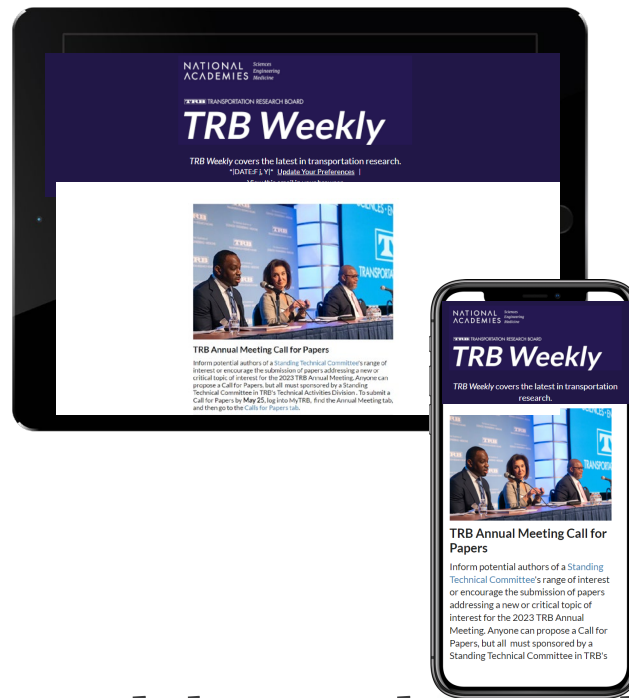 NATIONAL
ACADEMIES
Sciences
Engineering
Medicine
TRB TRANSPORTATION RESEARCH BOARD
TRB Weekly
TRB Weekly covers the latest in transportation research.
*|DATE:F j, Y|* Update Your Preferences |
View this email in your browser
TRB Annual Meeting Call for Papers
Inform potential authors of a Standing Technical Committee's range of
interest or encourage the submission of papers addressing a new or
critical topic of interest for the 2023 TRB Annual Meeting. Anyone can
propose a Call for Papers, but all must sponsored by a Standing
Technical Committee in TRB's Technical Activities Division . To submit a
Call for Papers by May 25, log into MyTRB, find the Annual Meeting tab,
and then go to the Calls for Papers tab.
NATIONAL
ACADEMIES
Sciences
Engineering
Medicine
TRB TRANSPORTATION RESEARCH BOARD
TRB Weekly
TRB Weekly covers the latest in transportation
research.
TRB Annual Meeting Call for
Papers
Inform potential authors of a Standing
Technical Committee's range of interest
or encourage the submission of papers
addressing a new or critical topic of
interest for the 2023 TRB Annual
Meeting. Anyone can propose a Call for
Papers, but all must sponsored by a
Standing Technical Committee in TRB's